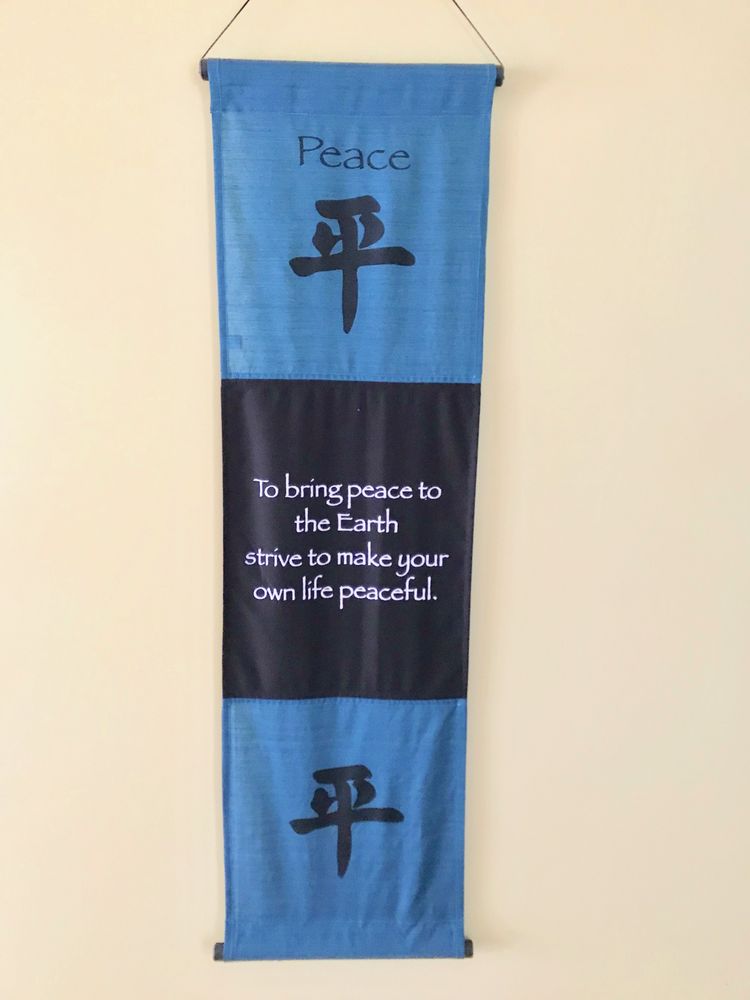 Peace
平
To bring peace to
the Earth
strive to make your
own life peaceful.
平